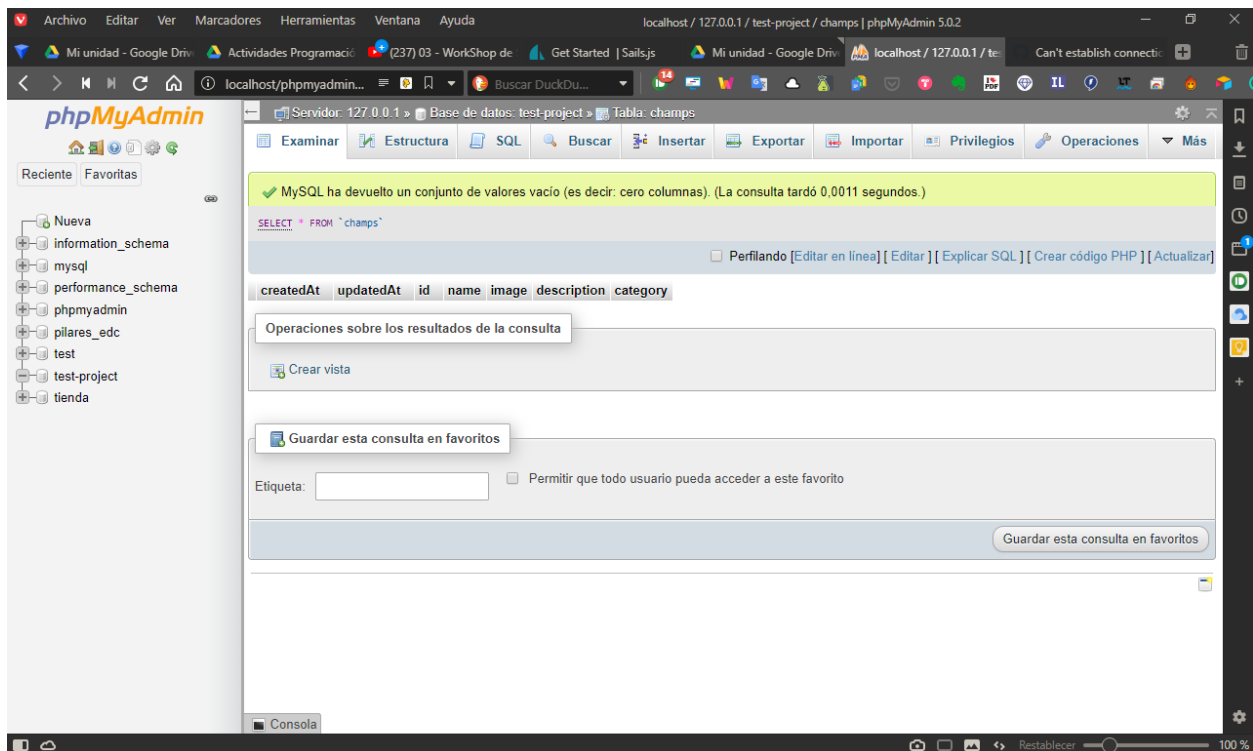 Archivo Editar Ver Marcadores Herramientas Ventana Ayuda localhost / 127.0.0.1 / test-project / champs | phpMyAdmin 5.0.2
Mi unidad - Google Driv Actividades Programació (237) 03 - WorkShop de Get Started | Sails.js Mi unidad - Google Driv localhost / 127.0.0.1 / tes Can't establish connectic
localhost/phpmyadmin... Buscar DuckDu... 14 PDF IL LT
phpMyAdmin
Reciente Favoritas
Nueva
information_schema
mysql
performance_schema
phpmyadmin
pilares_edc
test
test-project
tienda
Servidor: 127.0.0.1 » Base de datos: test-project » Tabla: champs
Examinar Estructura SQL Buscar Insertar Exportar Importar Privilegios Operaciones Más
MySQL ha devuelto un conjunto de valores vacío (es decir: cero columnas). (La consulta tardó 0,0011 segundos.)
SELECT * FROM `champs`
Perfilando [Editar en línea] [ Editar ] [ Explicar SQL ] [ Crear código PHP ] [ Actualizar]
createdAt updatedAt id name image description category
Operaciones sobre los resultados de la consulta
Crear vista
Guardar esta consulta en favoritos
Etiqueta: Permitir que todo usuario pueda acceder a este favorito
Guardar esta consulta en favoritos
Consola
Restablecer 100 %